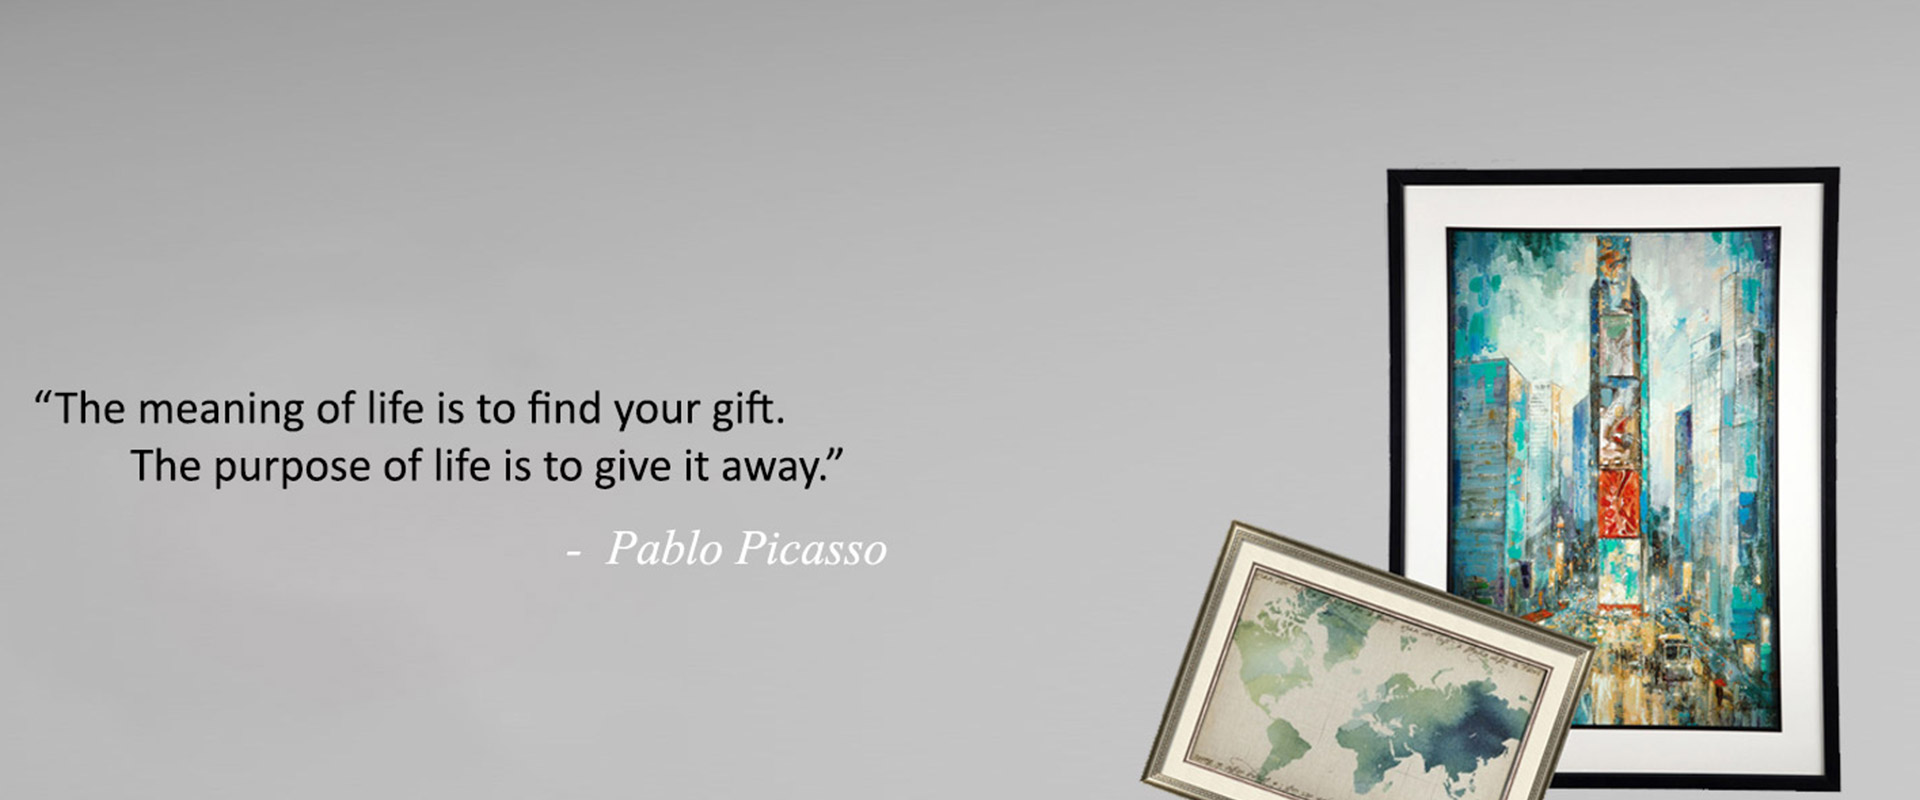 “The meaning of life is to find your gift.
The purpose of life is to give it away.”
- Pablo Picasso